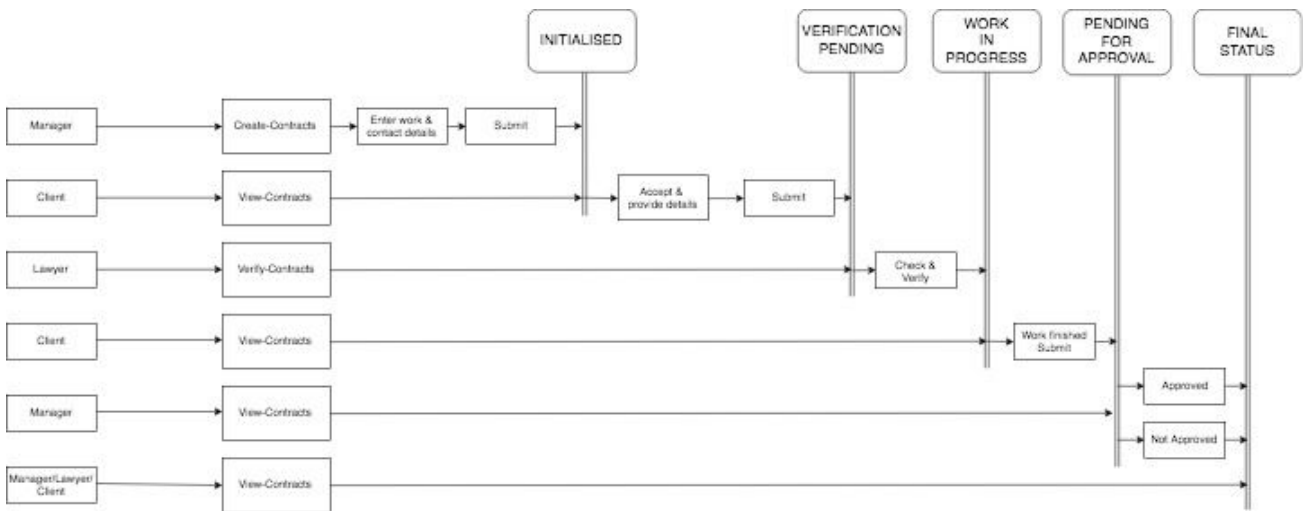 INITIALISED
VERIFICATION
PENDING
WORK
IN
PROGRESS
PENDING
FOR
APPROVAL
FINAL
STATUS
Manager
Create-Contracts
Enter work &
contact details
Submit
Client
View-Contracts
Accept &
provide details
Submit
Lawyer
Verify-Contracts
Check &
Verify
Client
View-Contracts
Work finished
Submit
Manager
View-Contracts
Approved
Not Approved
Manager/Lawyer/
Client
View-Contracts